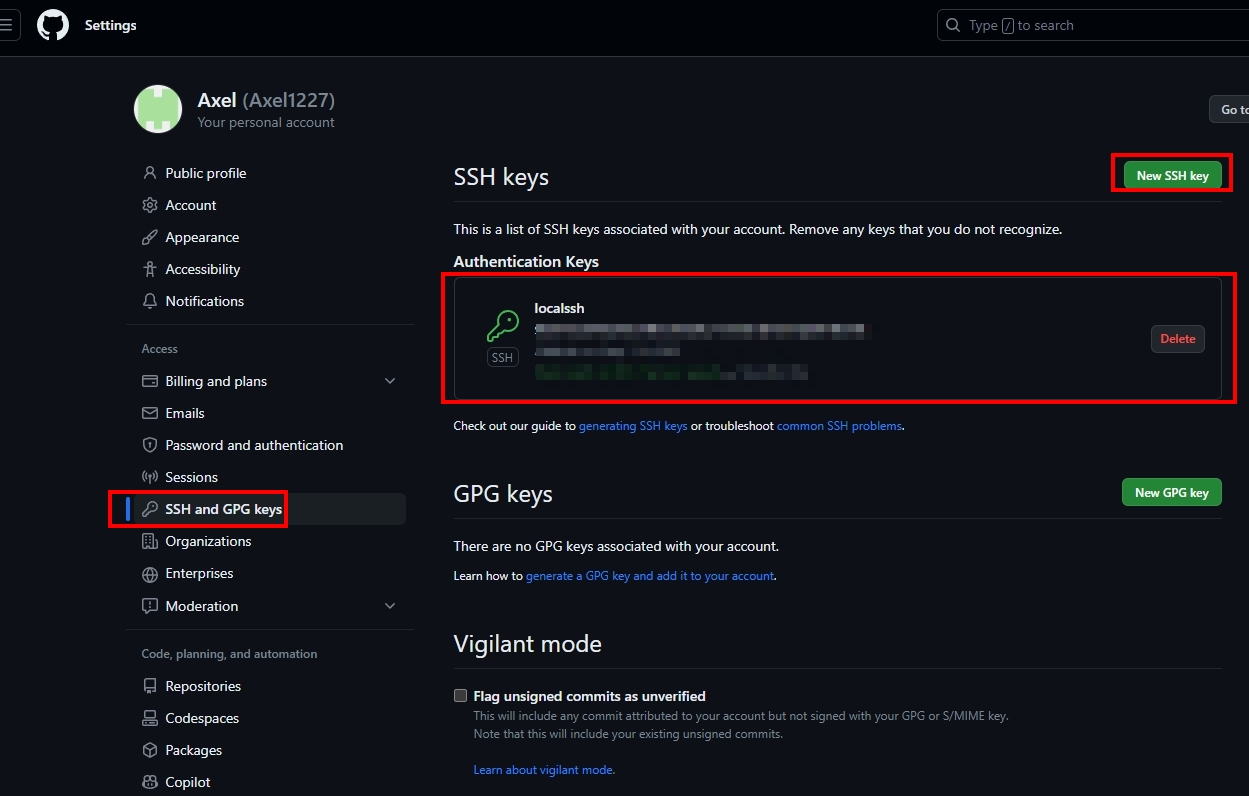 Settings
Type / to search
Axel (Axel1227)
Your personal account
Go to
Public profile
Account
Appearance
Accessibility
Notifications
Access
Billing and plans
Emails
Password and authentication
Sessions
SSH and GPG keys
Organizations
Enterprises
Moderation
Code, planning, and automation
Repositories
Codespaces
Packages
Copilot
SSH keys
New SSH key
This is a list of SSH keys associated with your account. Remove any keys that you do not recognize.
Authentication Keys
localssh
SSH
Delete
Check out our guide to generating SSH keys or troubleshoot common SSH problems.
GPG keys
New GPG key
There are no GPG keys associated with your account.
Learn how to generate a GPG key and add it to your account.
Vigilant mode
Flag unsigned commits as unverified
This will include any commit attributed to your account but not signed with your GPG or S/MIME key.
Note that this will include your existing unsigned commits.
Learn about vigilant mode.